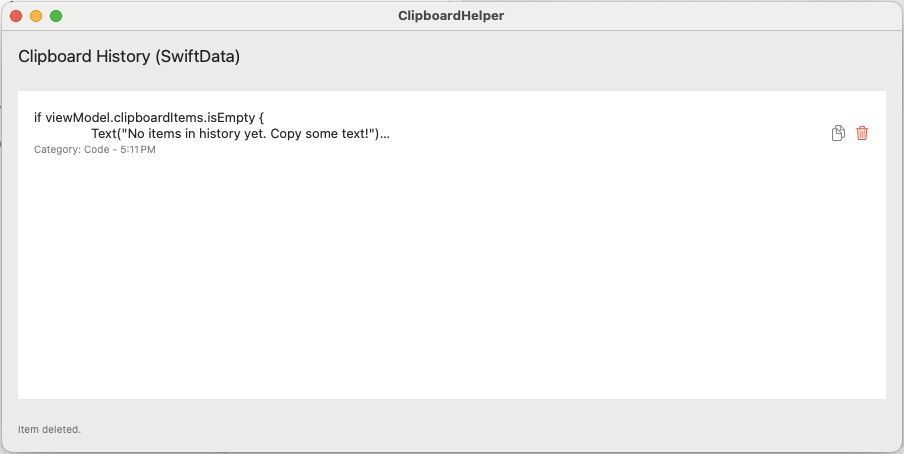 ClipboardHelper
Clipboard History (SwiftData)
if viewModel.clipboardItems.isEmpty {
Text("No items in history yet. Copy some text!")...
Category: Code - 5:11 PM
Item deleted.